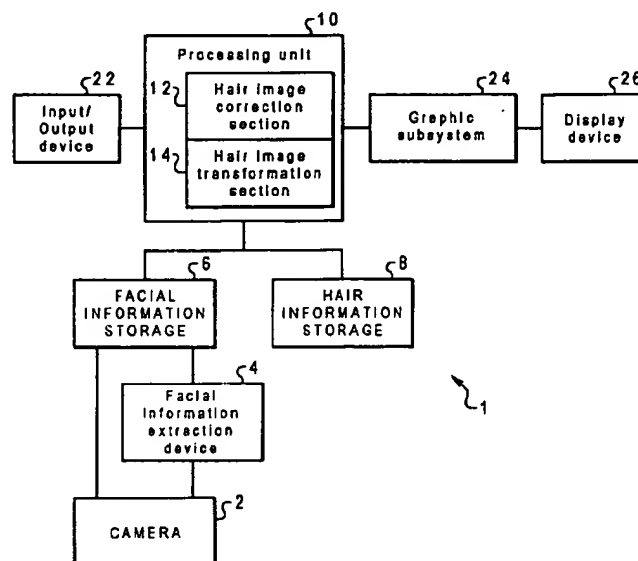 10
Processing unit
22
12
Hair image
correction
section
24
26
Input/
Output
device
Graphic
subsystem
Display
device
14
Hair image
transformation
section
6
8
FACIAL
INFORMATION
STORAGE
HAIR
INFORMATION
STORAGE
4
Facial
information
extraction
device
1
2
CAMERA